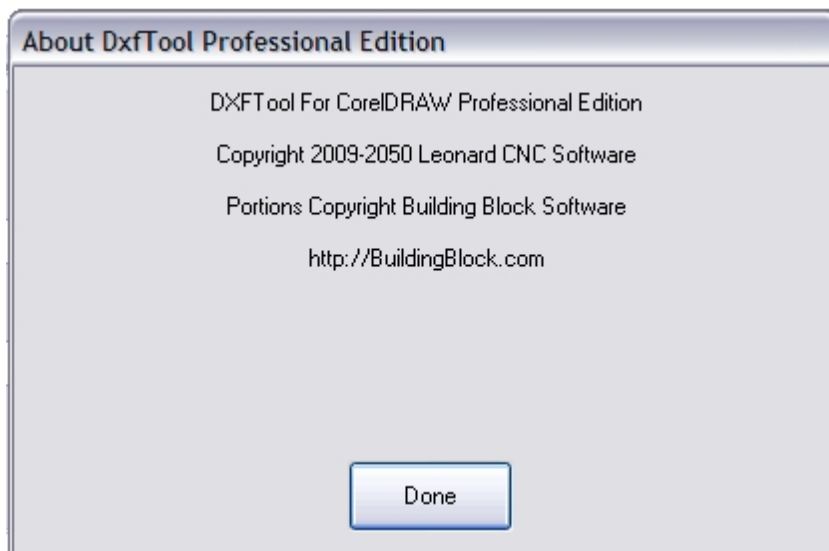 About DxfTool Professional Edition
DXFTool For CorelDRAW Professional Edition
Copyright 2009-2050 Leonard CNC Software
Portions Copyright Building Block Software
http://BuildingBlock.com
Done